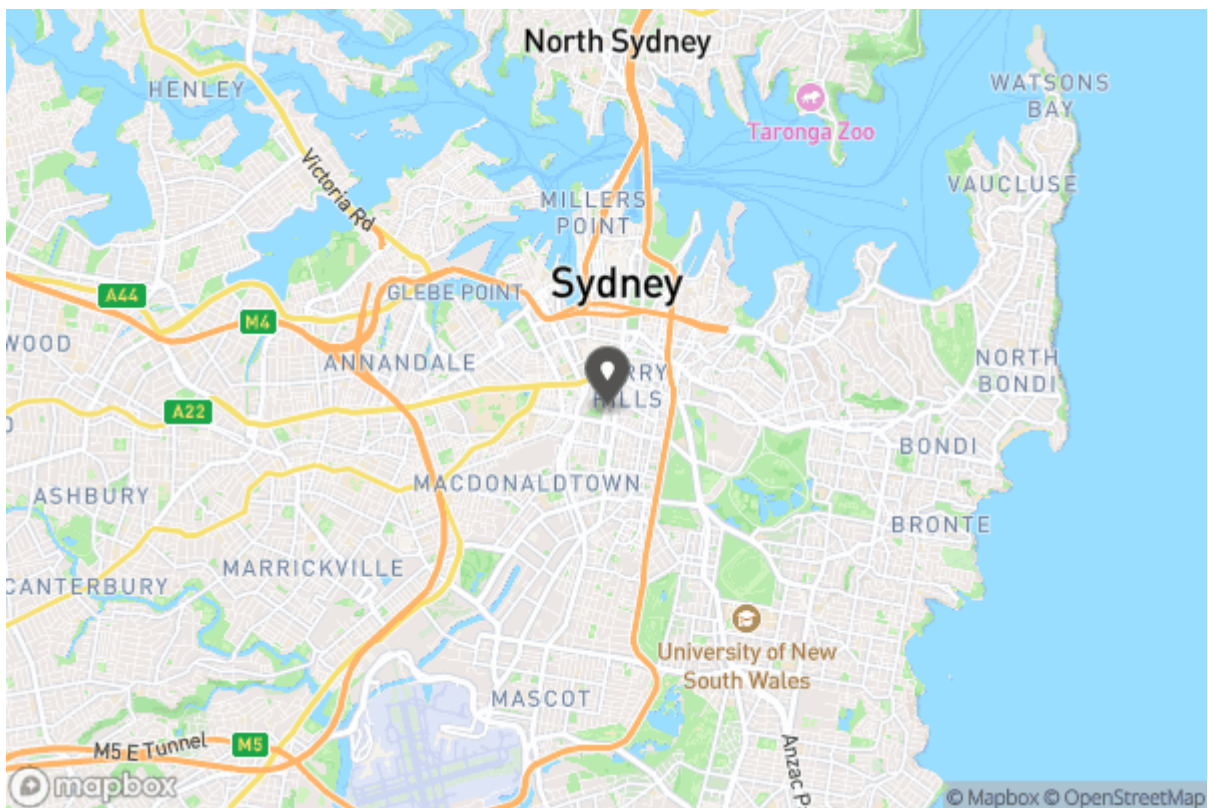 North Sydney
HENLEY
WATSONS
BAY
Taronga Zoo
Victoria Rd
VAUCLUSE
MILLERS
POINT
Sydney
A44
GLEBE POINT
M4
WOOD
ANNANDALE
RRY
HILLS
NORTH
BONDI
A22
BONDI
MACDONALDTOWN
ASHBURY
BRONTE
CANTERBURY
MARRICKVILLE
University of New
South Wales
MASCOT
M5 E Tunnel
M5
Anzac P
mapbox
© Mapbox © OpenStreetMap